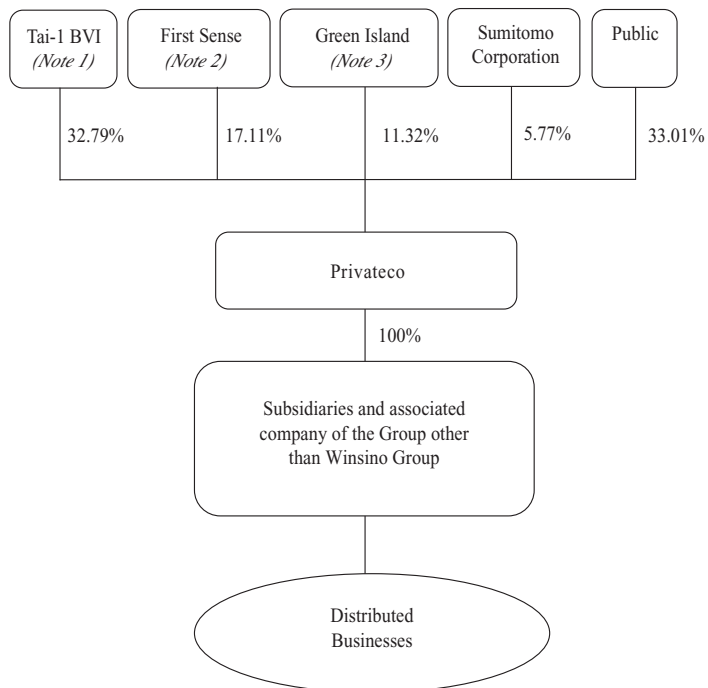 Tai-1 BVI
(Note 1)
First Sense
(Note 2)
Green Island
(Note 3)
Sumitomo
Corporation
Public
32.79%
17.11%
11.32%
5.77%
33.01%
Privateco
100%
Subsidiaries and associated
company of the Group other
than Winsino Group
Distributed
Businesses